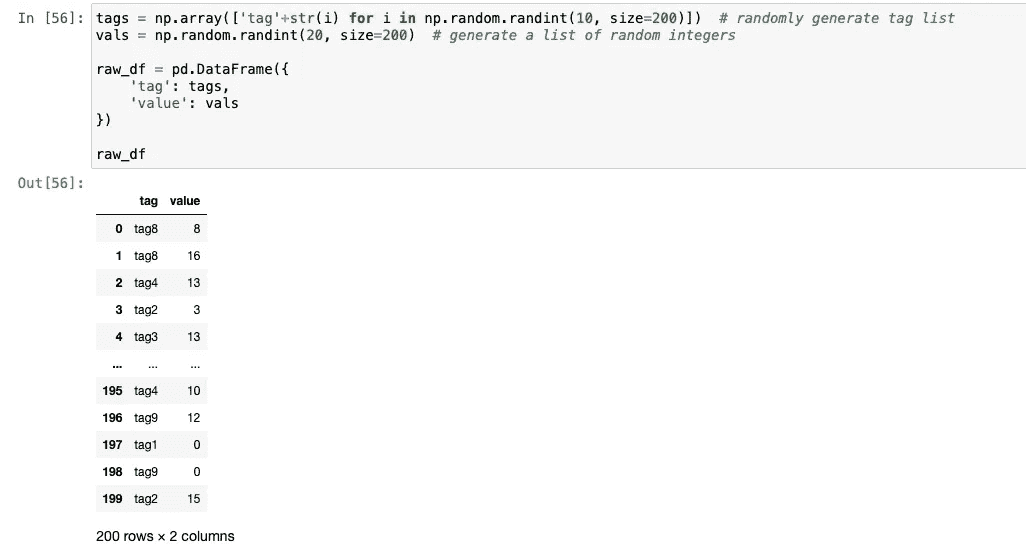 In [56]: tags = np.array(['tag'+str(i) for i in np.random.randint(10, size=200)])  # randomly generate tag list
vals = np.random.randint(20, size=200)  # generate a list of random integers
raw_df = pd.DataFrame({
'tag': tags,
'value': vals
})
raw_df
Out[56]:
tag value
0 tag8 8
1 tag8 16
2 tag4 13
3 tag2 3
4 tag3 13
... ... ...
195 tag4 10
196 tag9 12
197 tag1 0
198 tag9 0
199 tag2 15
200 rows × 2 columns